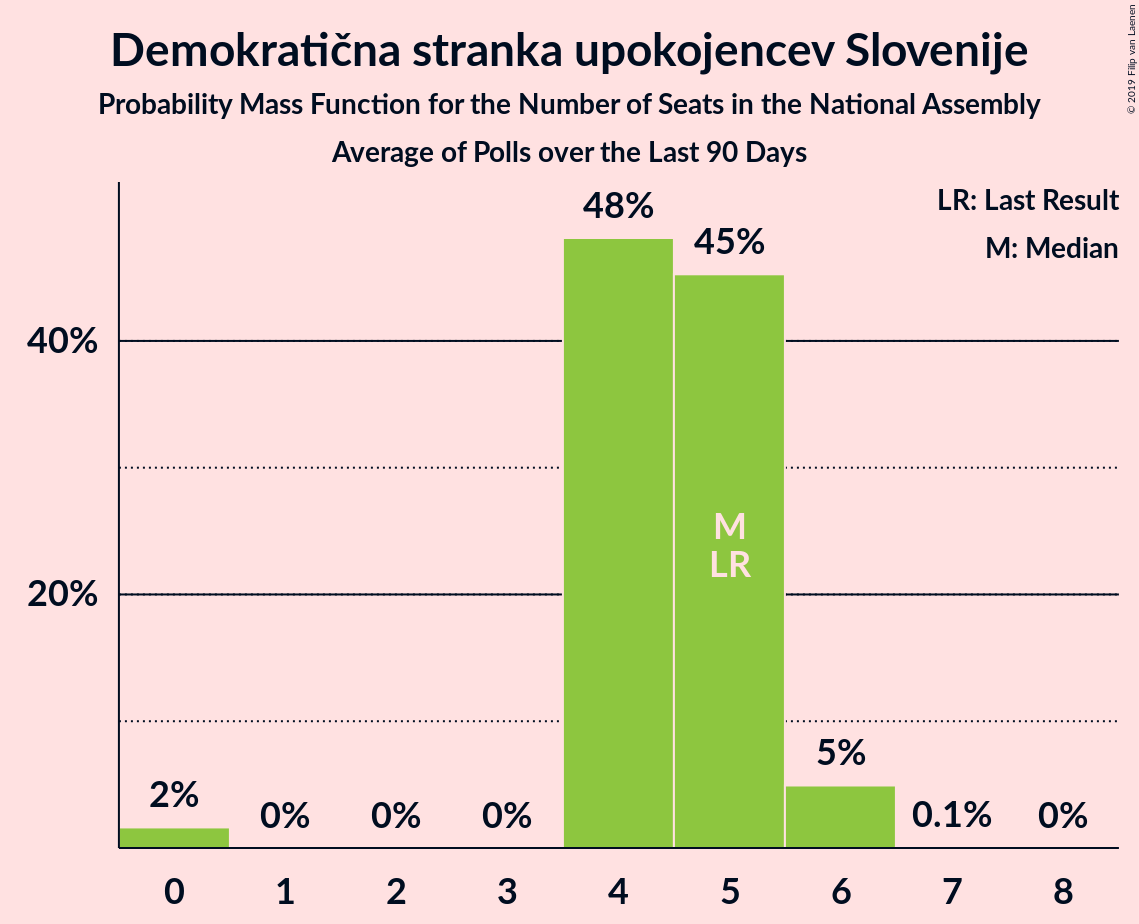 Demokratična stranka upokojencev Slovenije
Probability Mass Function for the Number of Seats in the National Assembly
Average of Polls over the Last 90 Days
© 2019 Filip van Laenen
LR: Last Result
M: Median
48%
45%
40%
M
LR
20%
5%
2%
0%
0%
0%
0.1%
0%
0 1 2 3 4 5 6 7 8